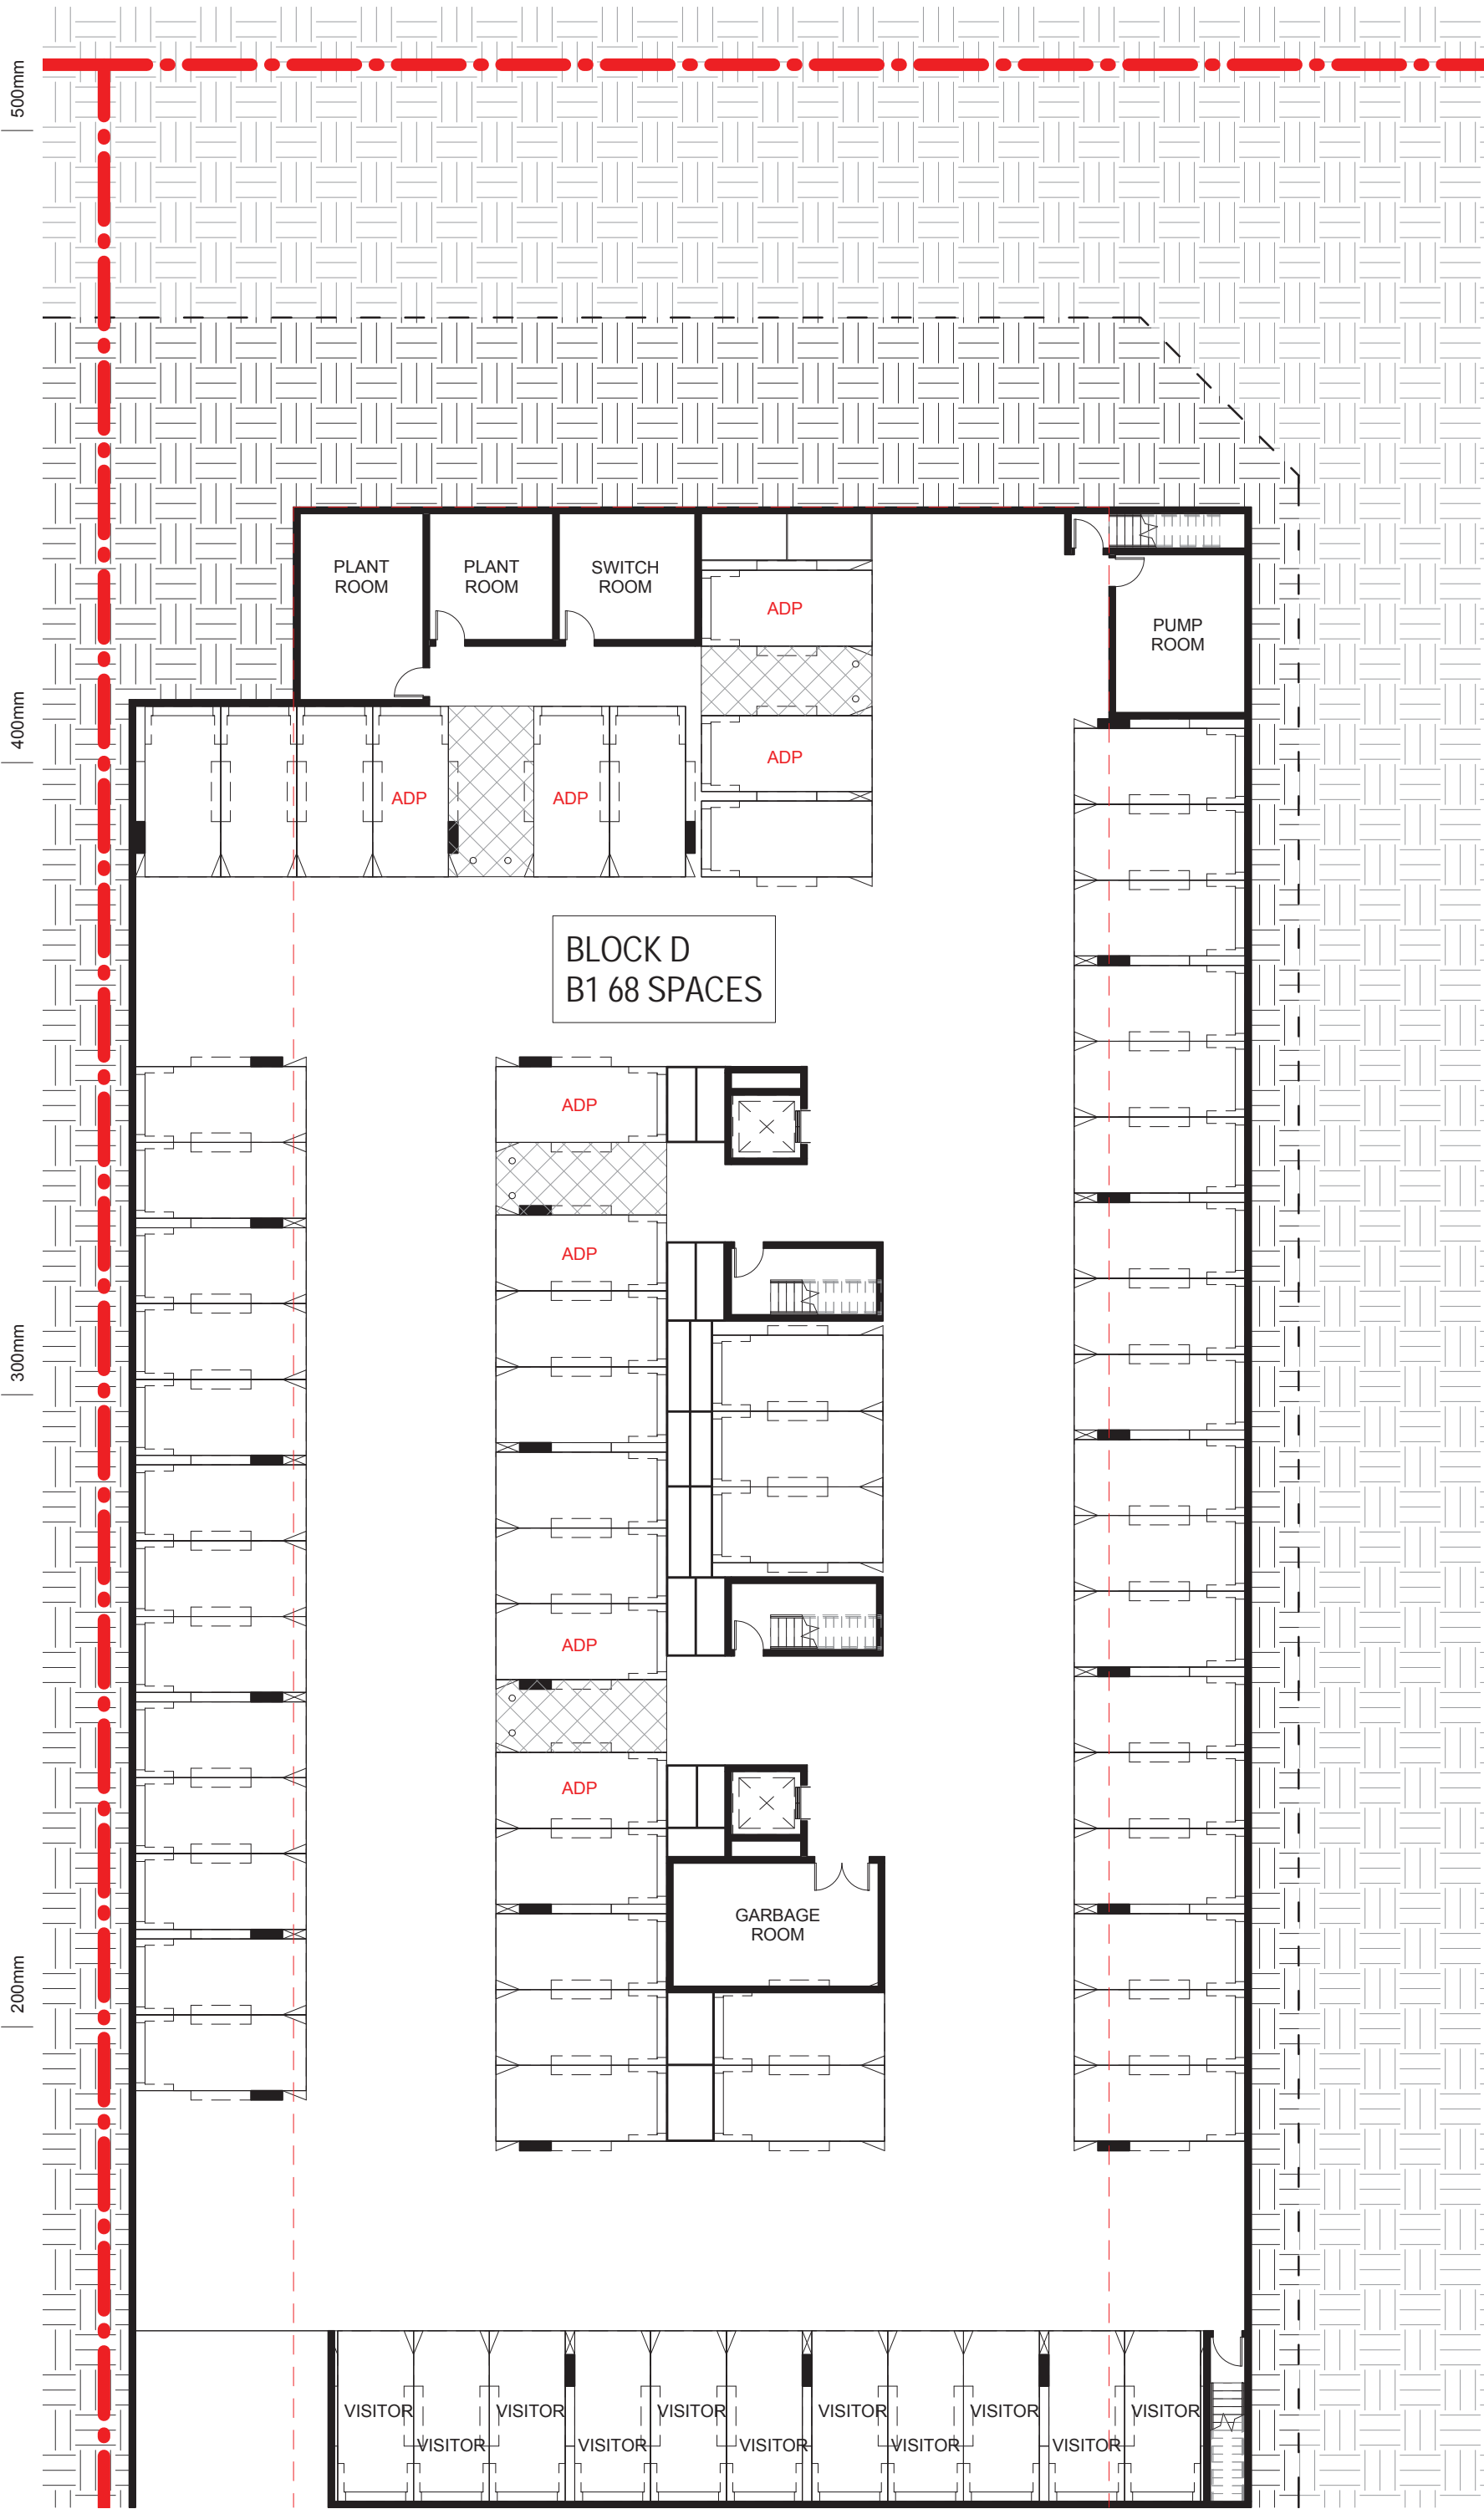 500mm
PLANT
ROOM
PLANT
ROOM
SWITCH
ROOM
ADP
PUMP
ROOM
400mm
ADP
ADP
ADP
BLOCK D
B1 68 SPACES
ADP
ADP
300mm
ADP
ADP
GARBAGE
ROOM
200mm
VISITOR
VISITOR
VISITOR
VISITOR
VISITOR
VISITOR
VISITOR
VISITOR
VISITOR
VISITOR
VISITOR